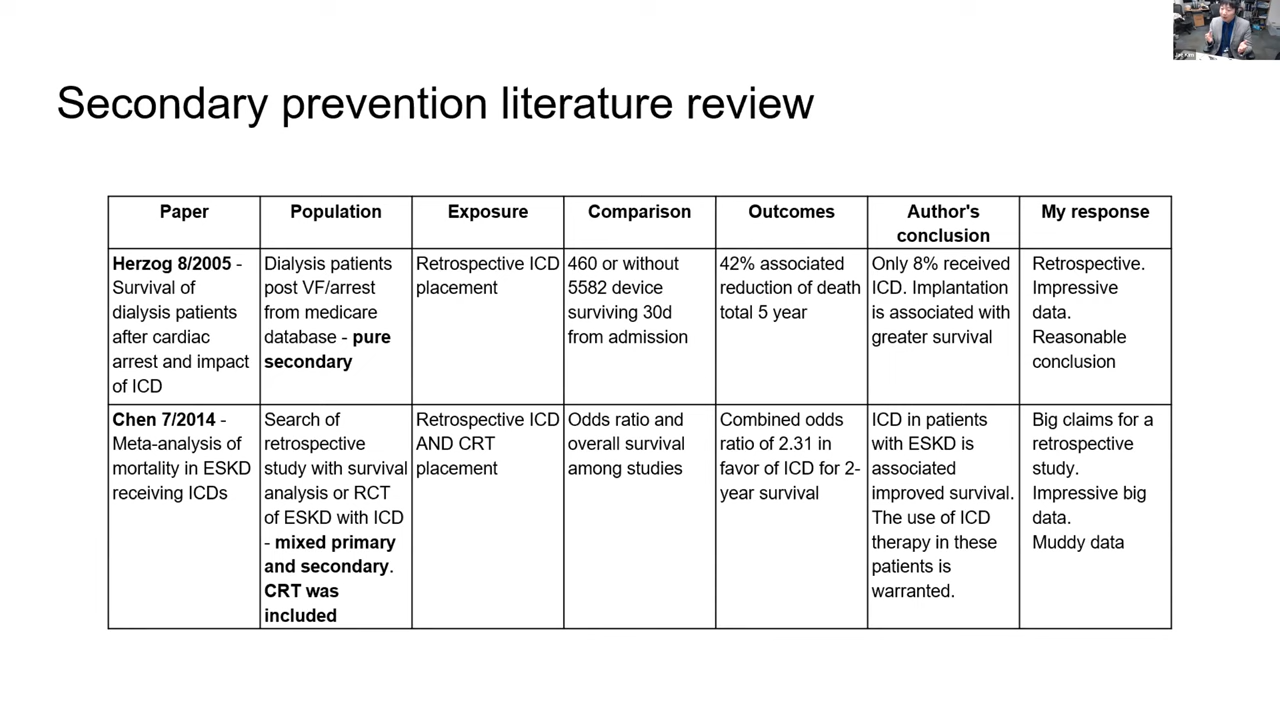 Secondary prevention literature review
Paper
Population
Exposure
Comparison
Outcomes
Author's
conclusion
My response
Herzog 8/2005 -
Survival of
dialysis patients
after cardiac
arrest and impact
of ICD
Dialysis patients
post VF/arrest
from medicare
database - pure
secondary
Retrospective ICD
placement
460 or without
5582 device
surviving 30d
from admission
42% associated
reduction of death
total 5 year
Only 8% received
ICD. Implantation
is associated with
greater survival
Retrospective.
Impressive
data.
Reasonable
conclusion
Chen 7/2014 -
Meta-analysis of
mortality in ESKD
receiving ICDs
Search of
retrospective
study with survival
analysis or RCT
of ESKD with ICD
- mixed primary
and secondary.
CRT was
included
Retrospective ICD
AND CRT
placement
Odds ratio and
overall survival
among studies
Combined odds
ratio of 2.31 in
favor of ICD for 2-
year survival
ICD in patients
with ESKD is
associated
improved survival.
The use of ICD
therapy in these
patients is
warranted.
Big claims for a
retrospective
study.
Impressive big
data.
Muddy data